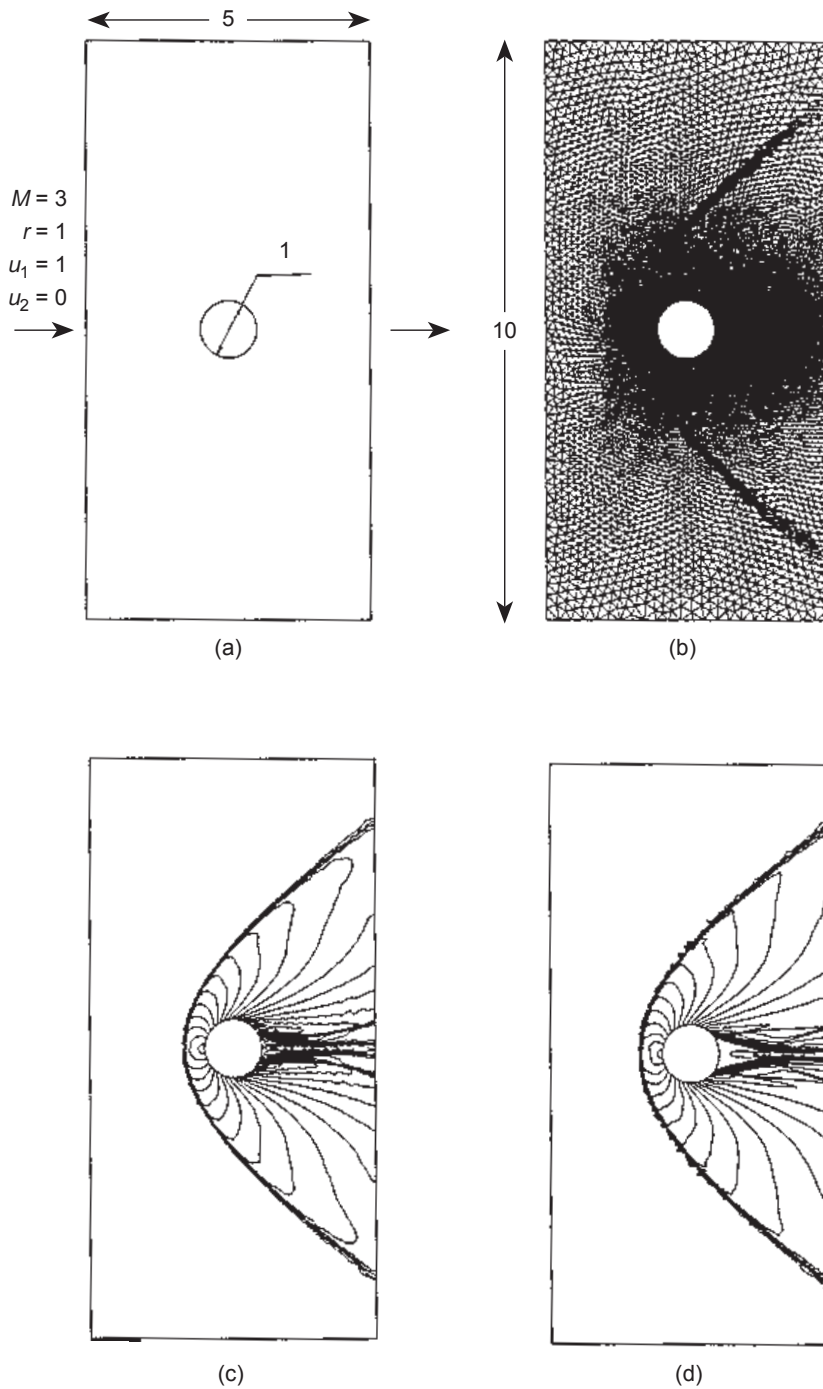 5
M = 3
r = 1
u₁ = 1
u₂ = 0
1
10
(a)
(b)
(c)
(d)